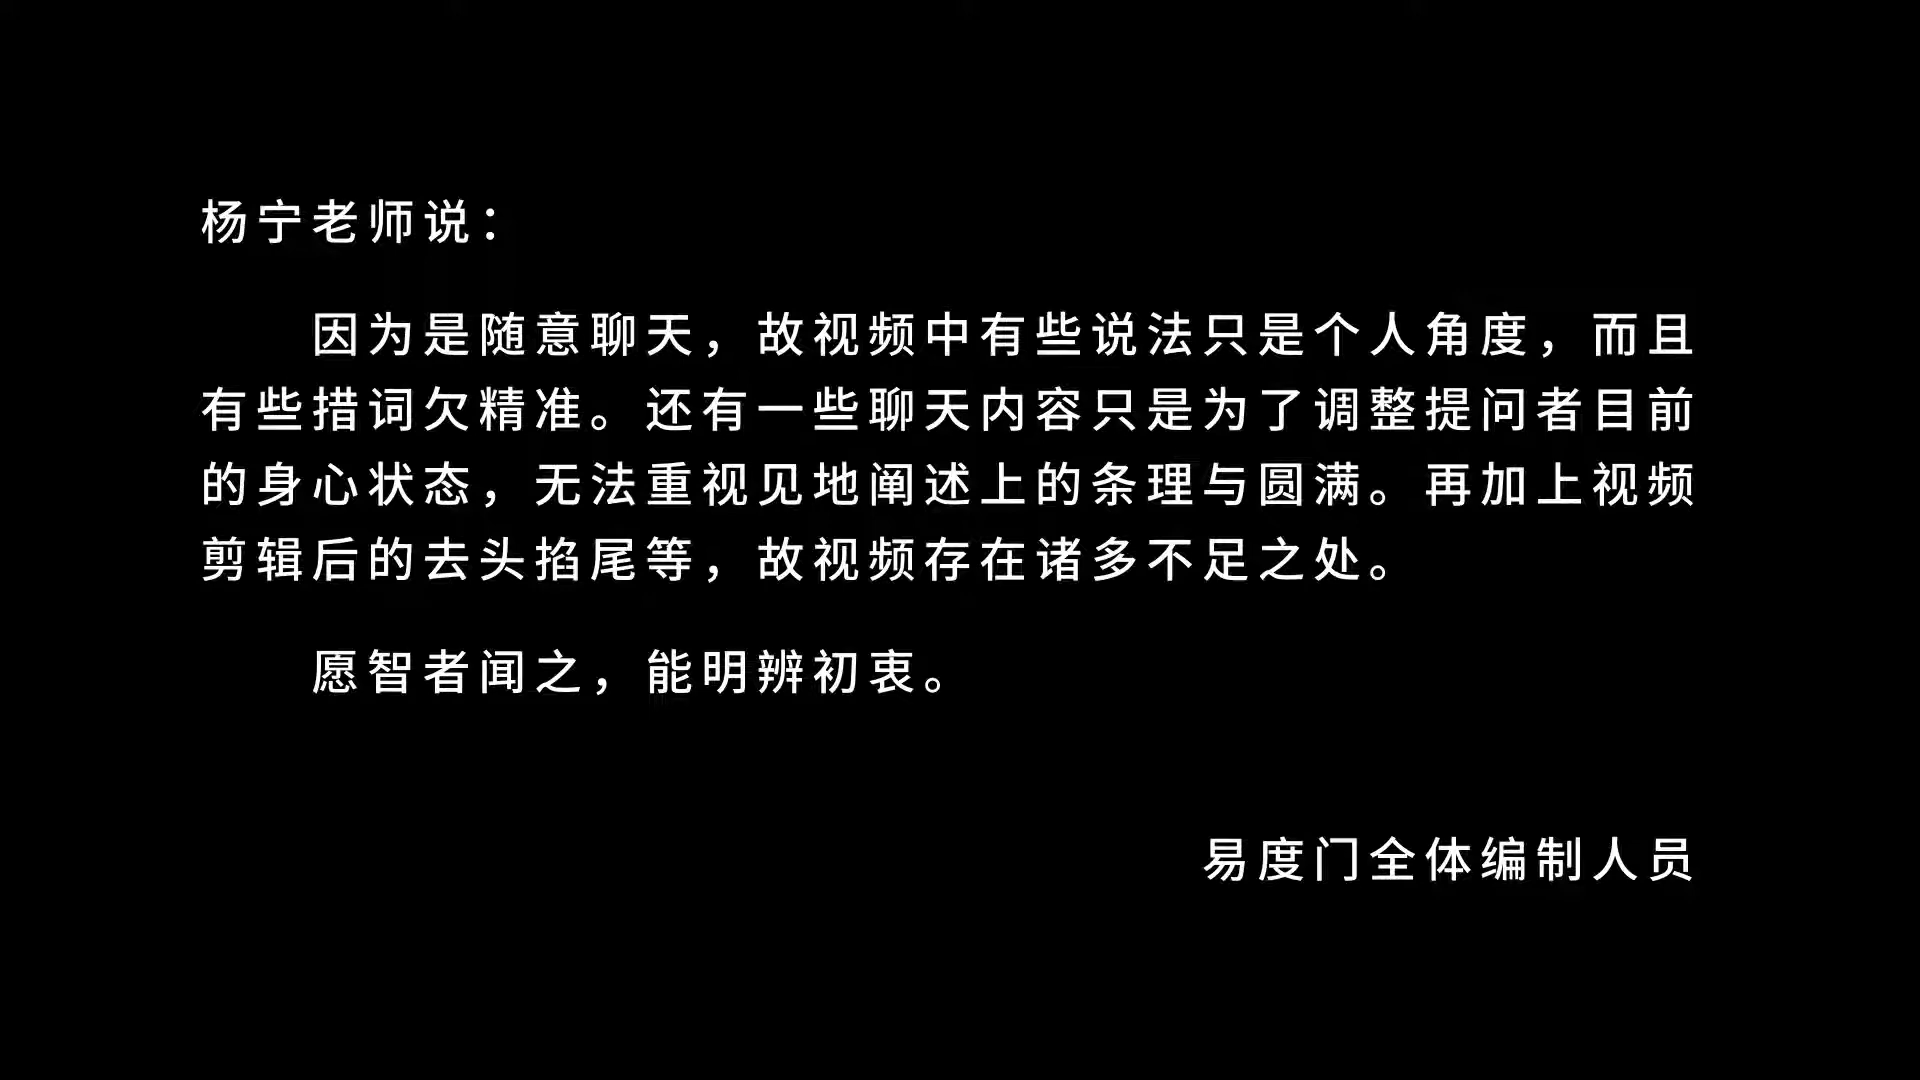 杨宁老师说：
因为是随意聊天，故视频中有些说法只是个人角度，而且
有些措词欠精准。还有一些聊天内容只是为了调整提问者目前
的身心状态，无法重视见地阐述上的条理与圆满。再加上视频
剪辑后的去头掐尾等，故视频存在诸多不足之处。
愿智者闻之，能明辨初衷。
易度门全体编制人员